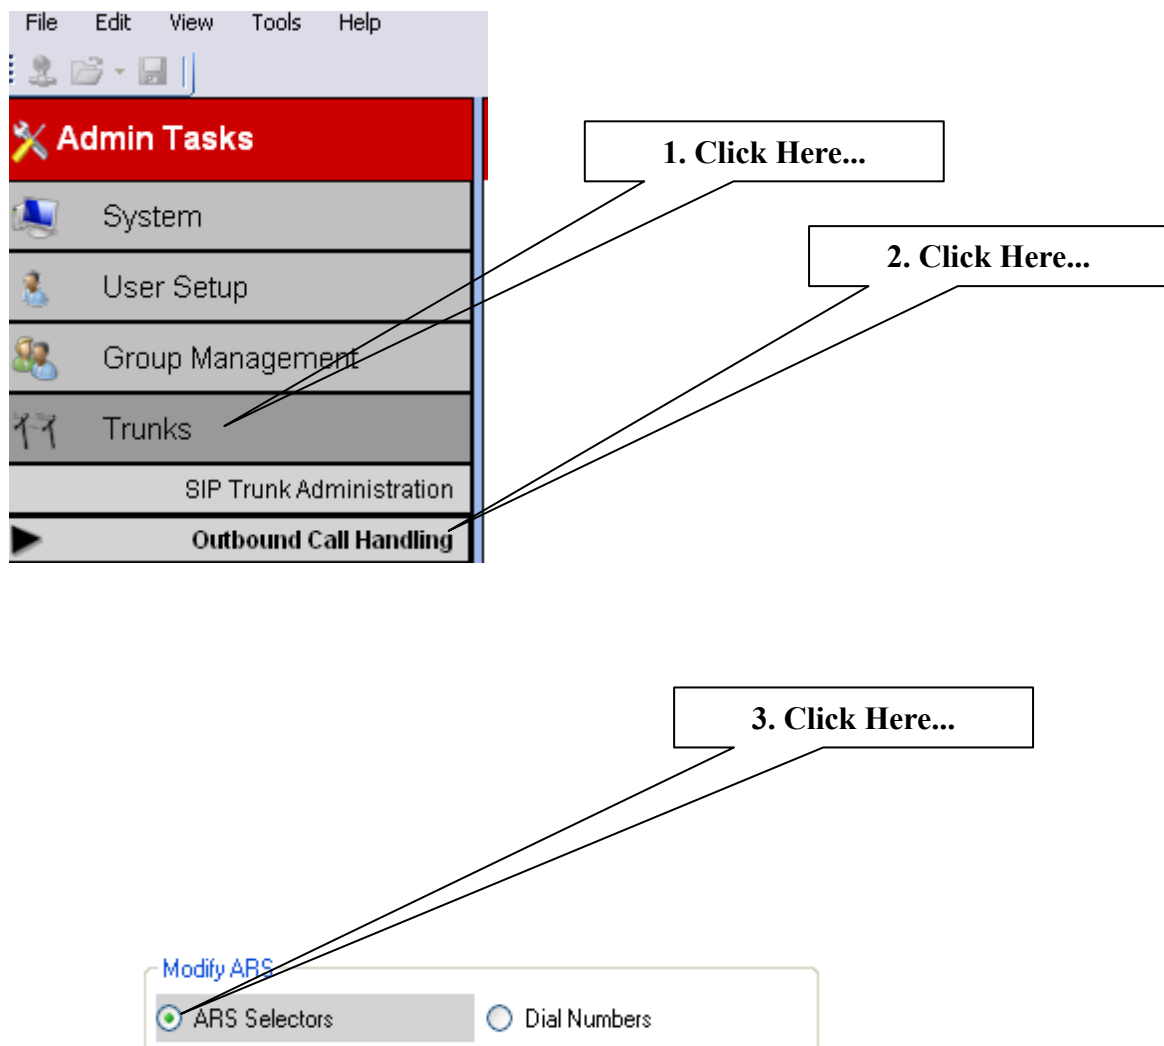 File Edit View Tools Help
Admin Tasks
1. Click Here...
System
2. Click Here...
User Setup
Group Management
Trunks
SIP Trunk Administration
Outbound Call Handling
3. Click Here...
Modify ARS
ARS Selectors Dial Numbers